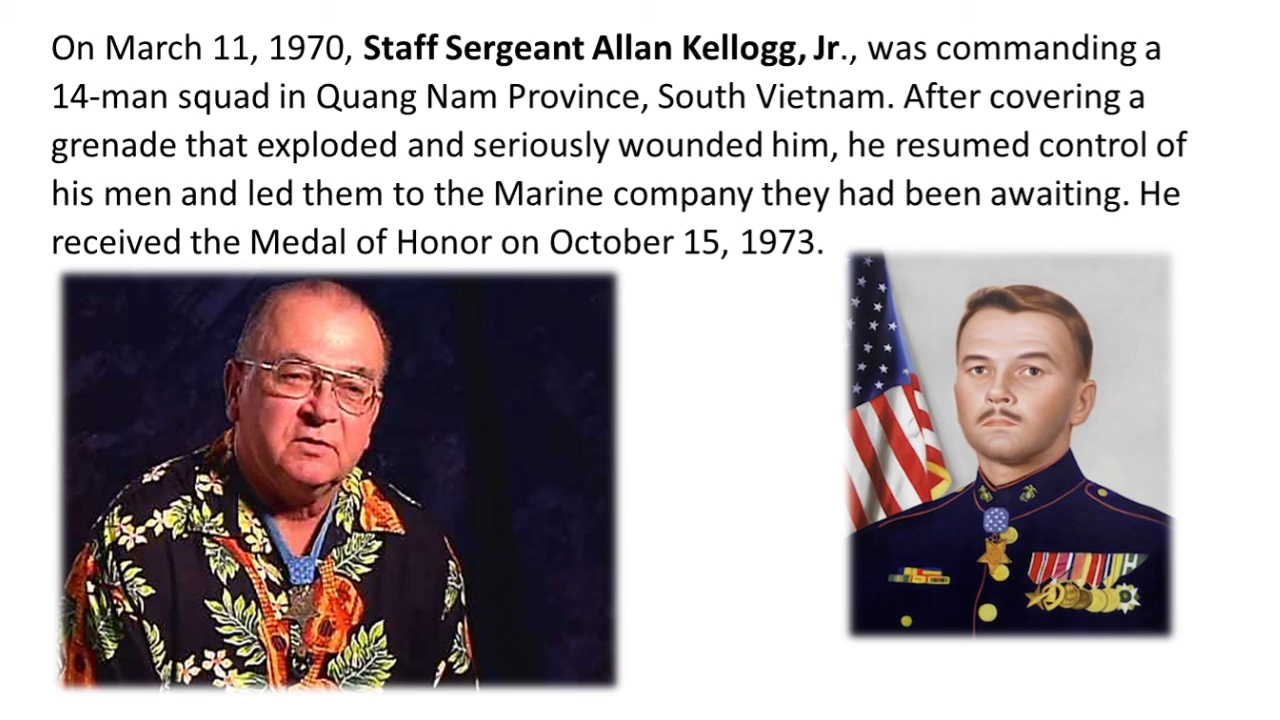 On March 11, 1970, Staff Sergeant Allan Kellogg, Jr., was commanding a
14-man squad in Quang Nam Province, South Vietnam. After covering a
grenade that exploded and seriously wounded him, he resumed control of
his men and led them to the Marine company they had been awaiting. He
received the Medal of Honor on October 15, 1973.